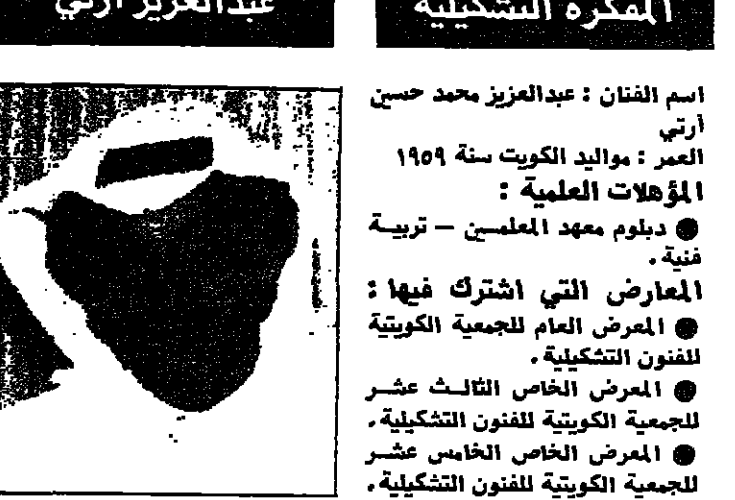 المفكرة التشكيلية
عبدالعزيز آرتي
اسم الفنان : عبدالعزيز محمد حسين
آرتي
العمر : مواليد الكويت سنة ١٩٥٩
المؤهلات العلمية :
● دبلوم معهد المعلمين — تربية
فنية .
المعارض التي اشترك فيها :
● المعرض العام للجمعية الكويتية
للفنون التشكيلية .
● المعرض الخاص الثالث عشر
للجمعية الكويتية للفنون التشكيلية .
● المعرض الخاص الخامس عشر
للجمعية الكويتية للفنون التشكيلية .